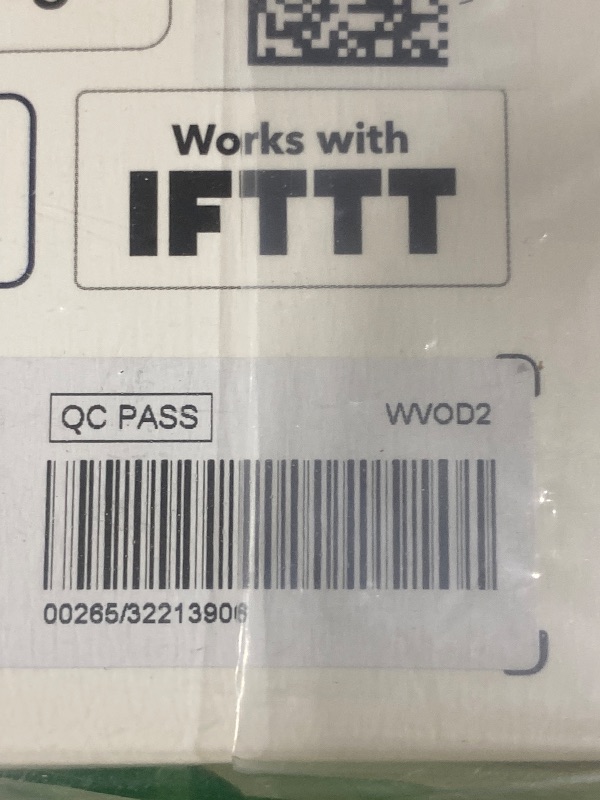 Works with
IFTTT
QC PASS
WVOD2
00265/32213906